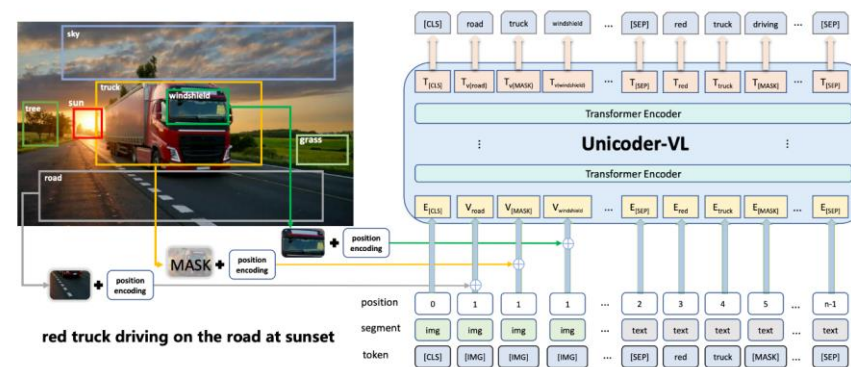 sky
truck
windshield
tree
sun
grass
road
MASK
position encoding
position encoding
position encoding
red truck driving on the road at sunset
[CLS] road truck windshield ... [SEP] red truck driving ... [SEP]
T[CLS] Tv(road) Tv(MASK) Tv(windshield) ... T[SEP] Tred Ttruck T[MASK] ... T[SEP]
Transformer Encoder
Unicoder-VL
Transformer Encoder
E[CLS] Vroad V[MASK] Vwindshield ... E[SEP] Ered Etruck E[MASK] ... E[SEP]
position 0 1 1 1 ... 2 3 4 5 ... n-1
segment img img img img ... text text text text ... text
token [CLS] [IMG] [IMG] [IMG] ... [SEP] red truck [MASK] ... [SEP]